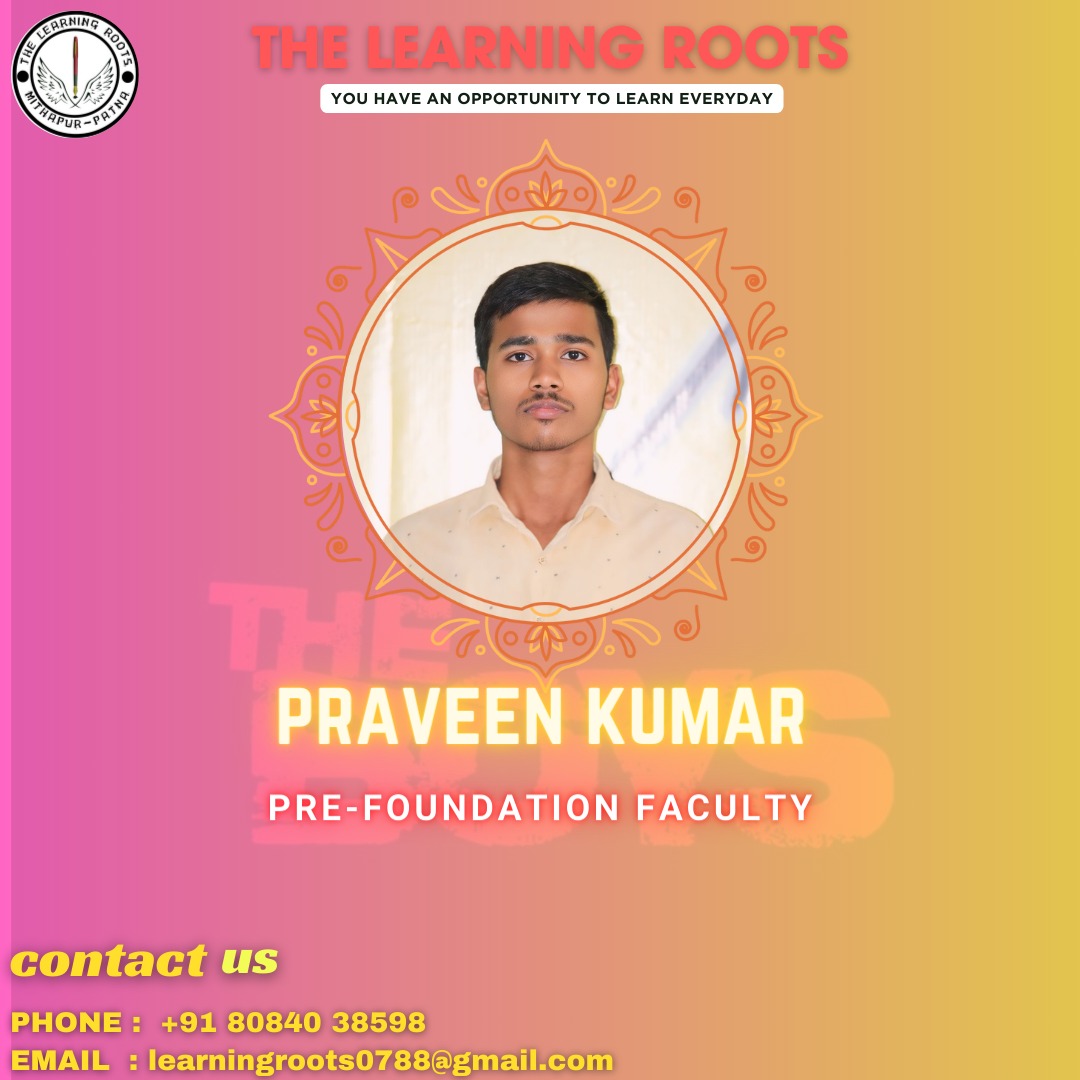 THE LEARNING ROOTS
MITHAPUR-PATNA
THE LEARNING ROOTS
YOU HAVE AN OPPORTUNITY TO LEARN EVERYDAY
THE
BOYS
PRAVEEN KUMAR
PRE-FOUNDATION FACULTY
contact us
PHONE : +91 80840 38598
EMAIL : learningroots0788@gmail.com